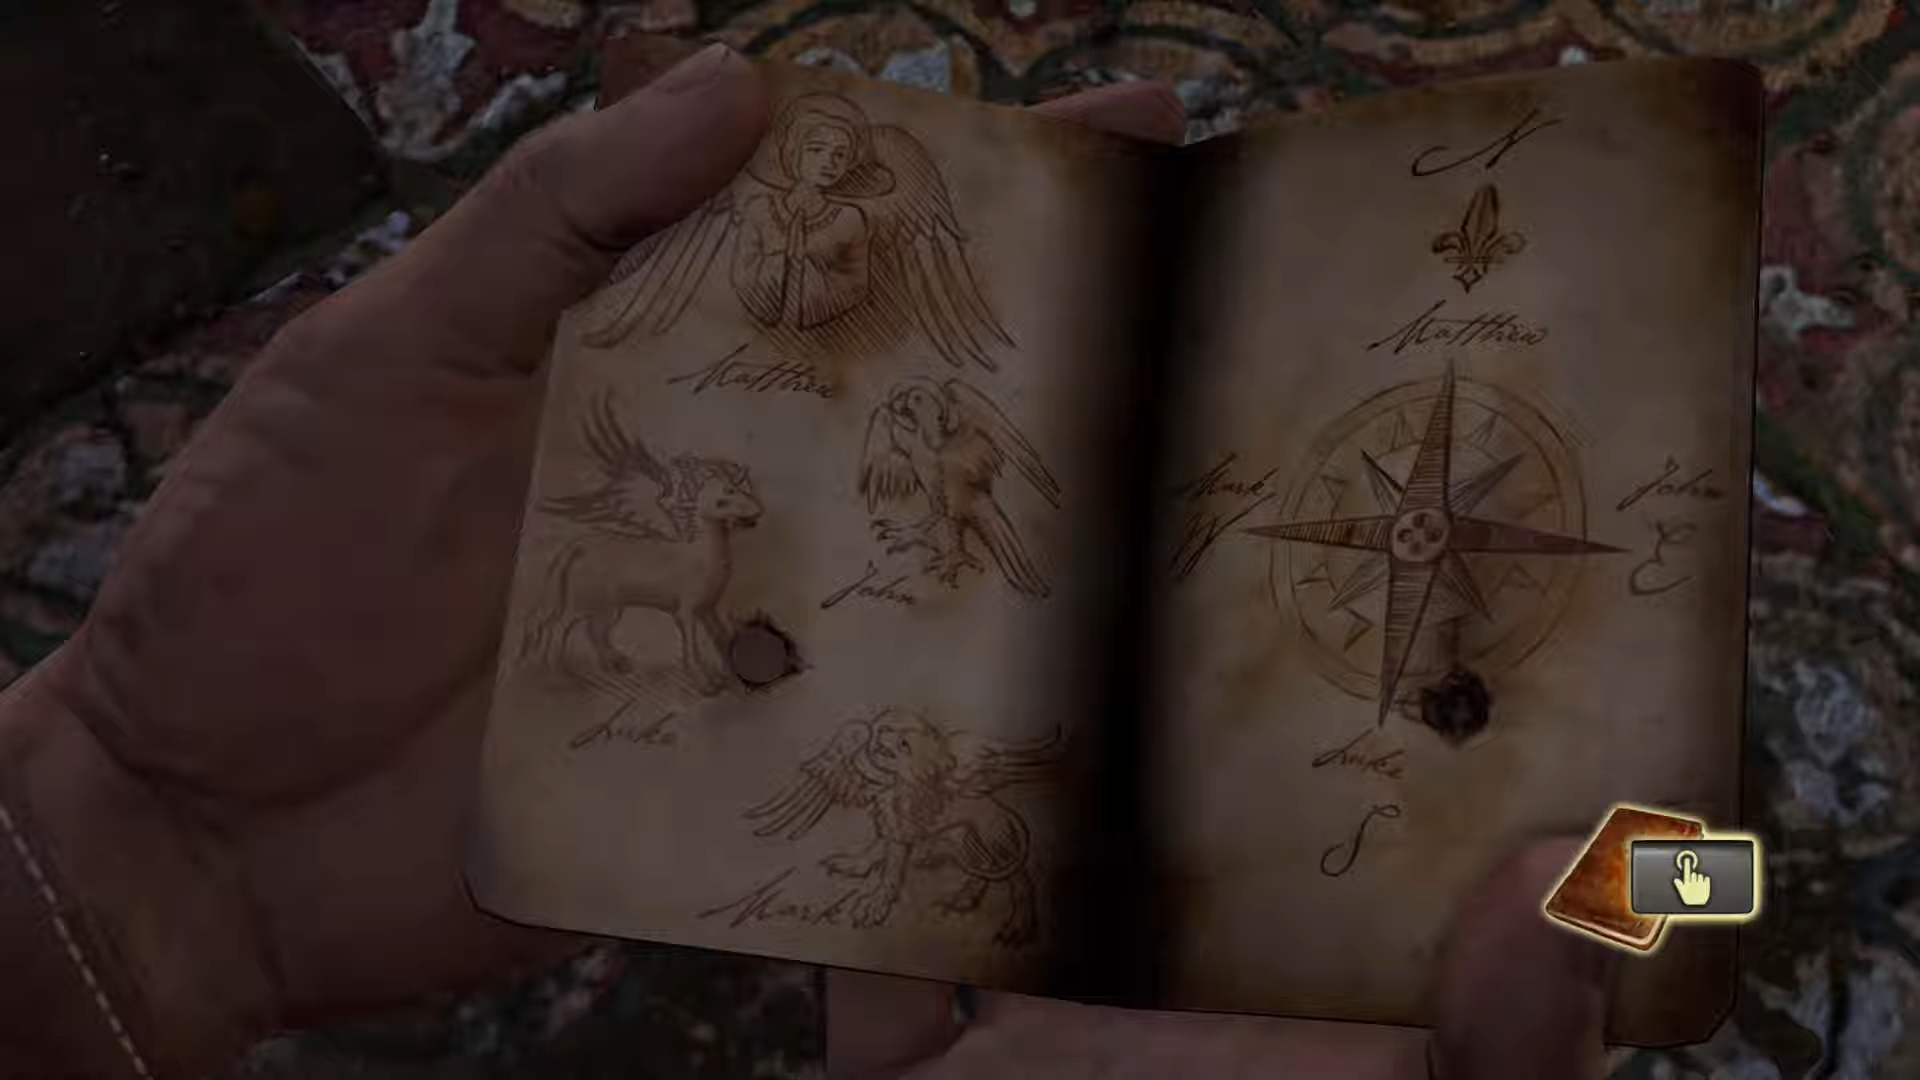 Matthew
John
Luke
Mark
N
Matthew
Mark
W
John
E
Luke
S